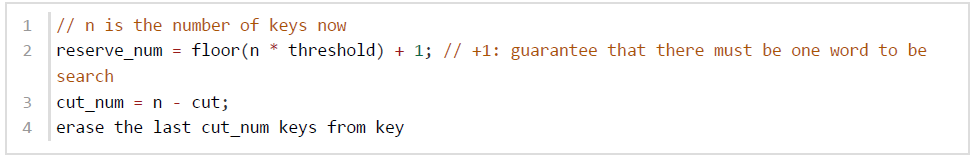 1 // n is the number of keys now
2 reserve_num = floor(n * threshold) + 1; // +1: guarantee that there must be one word to be
search
3 cut_num = n - cut;
4 erase the last cut_num keys from key